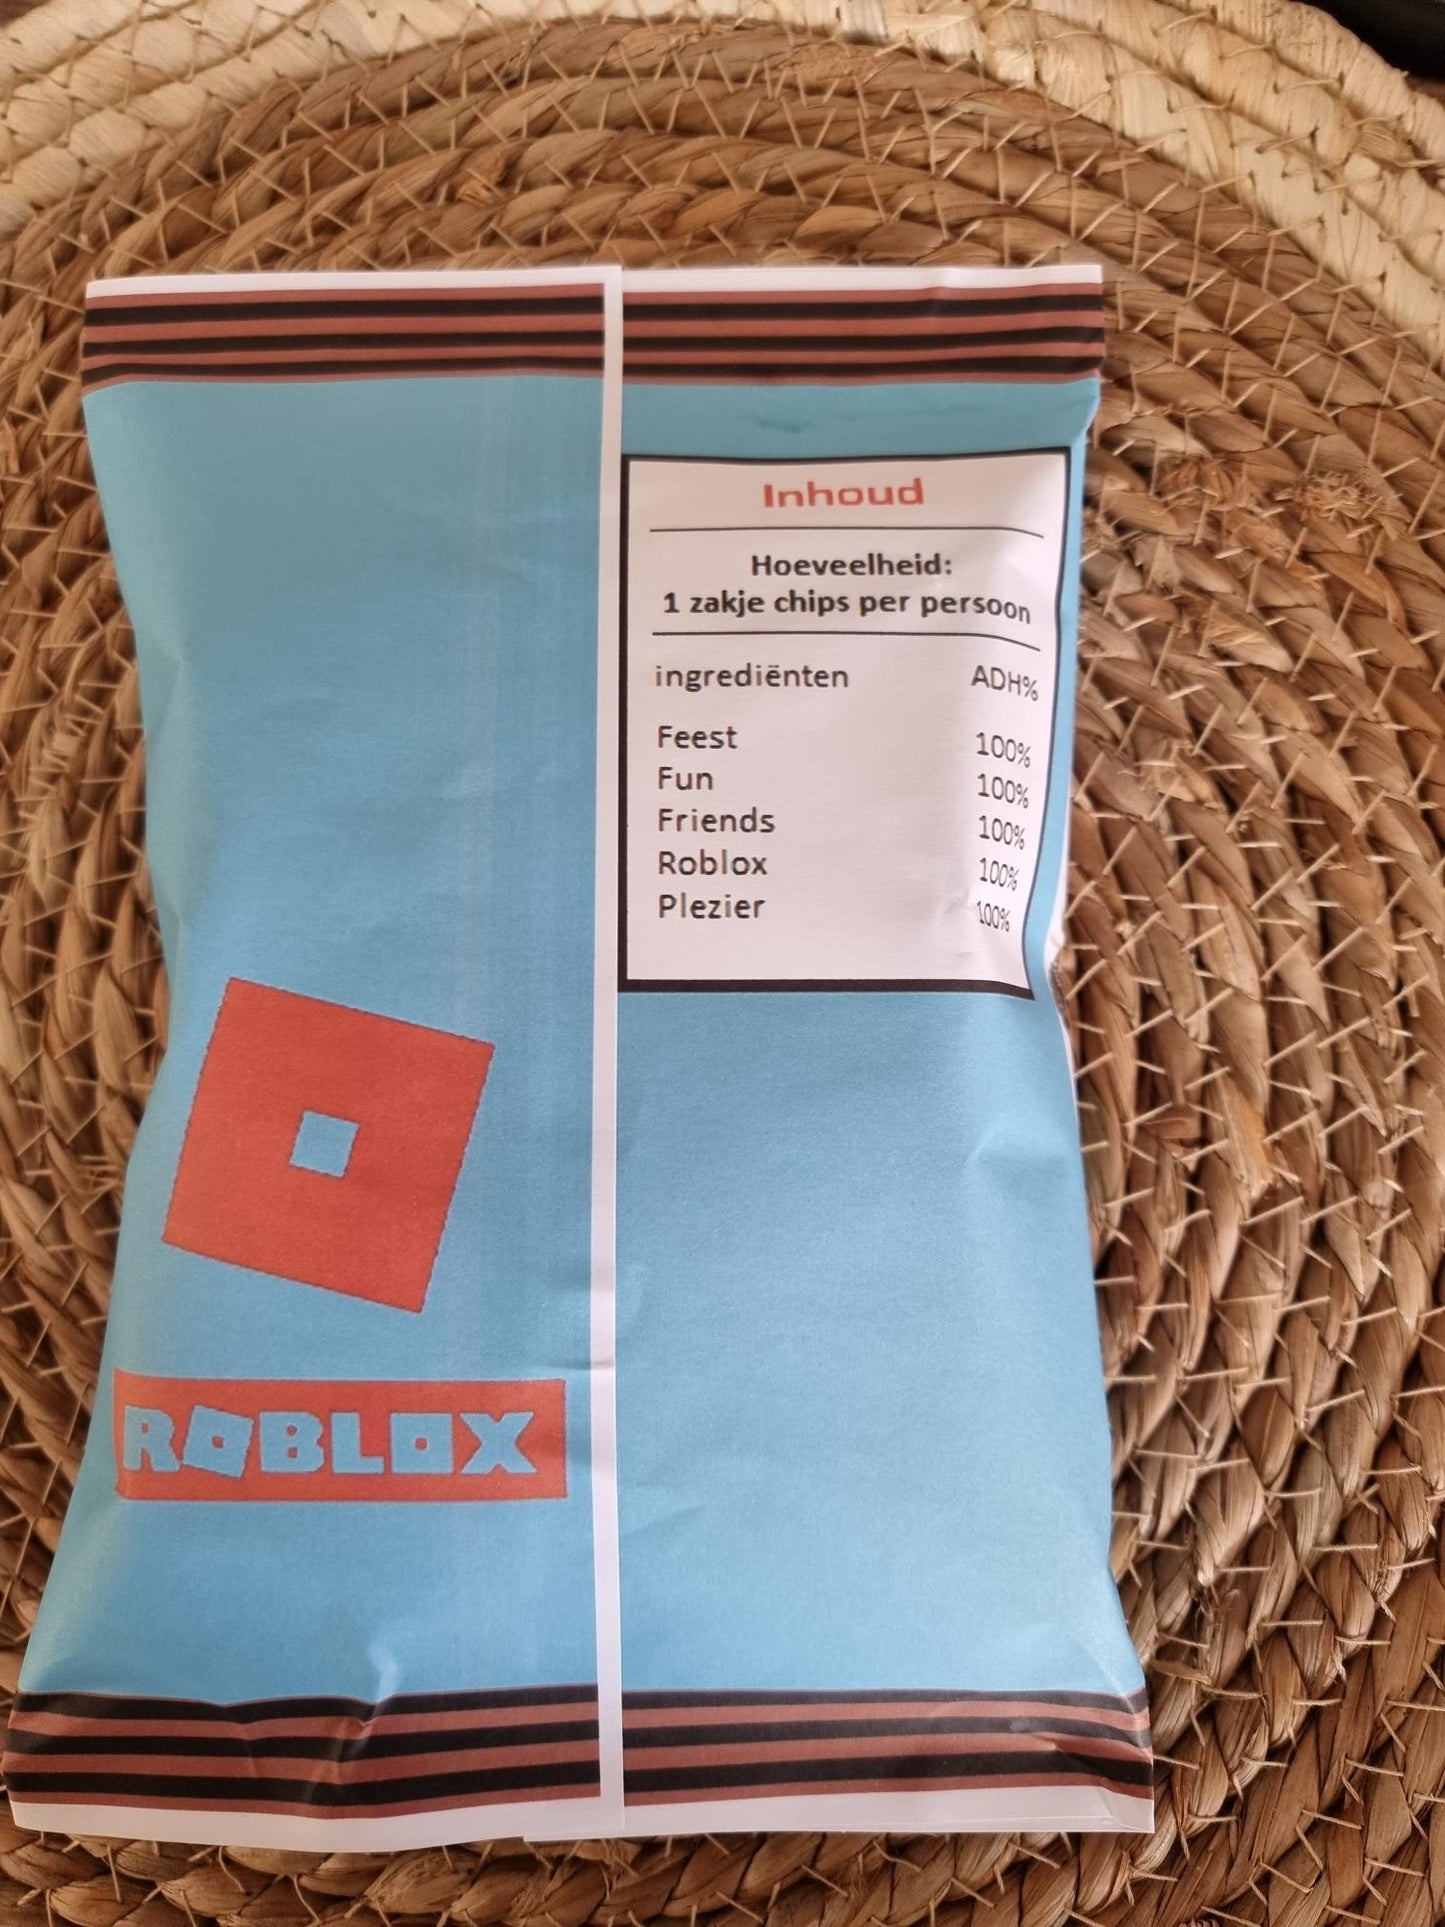 Inhoud
Hoeveelheid:
1 zakje chips per persoon
ingrediënten ADH%
Feest 100%
Fun 100%
Friends 100%
Roblox 100%
Plezier 100%
ROBLOX